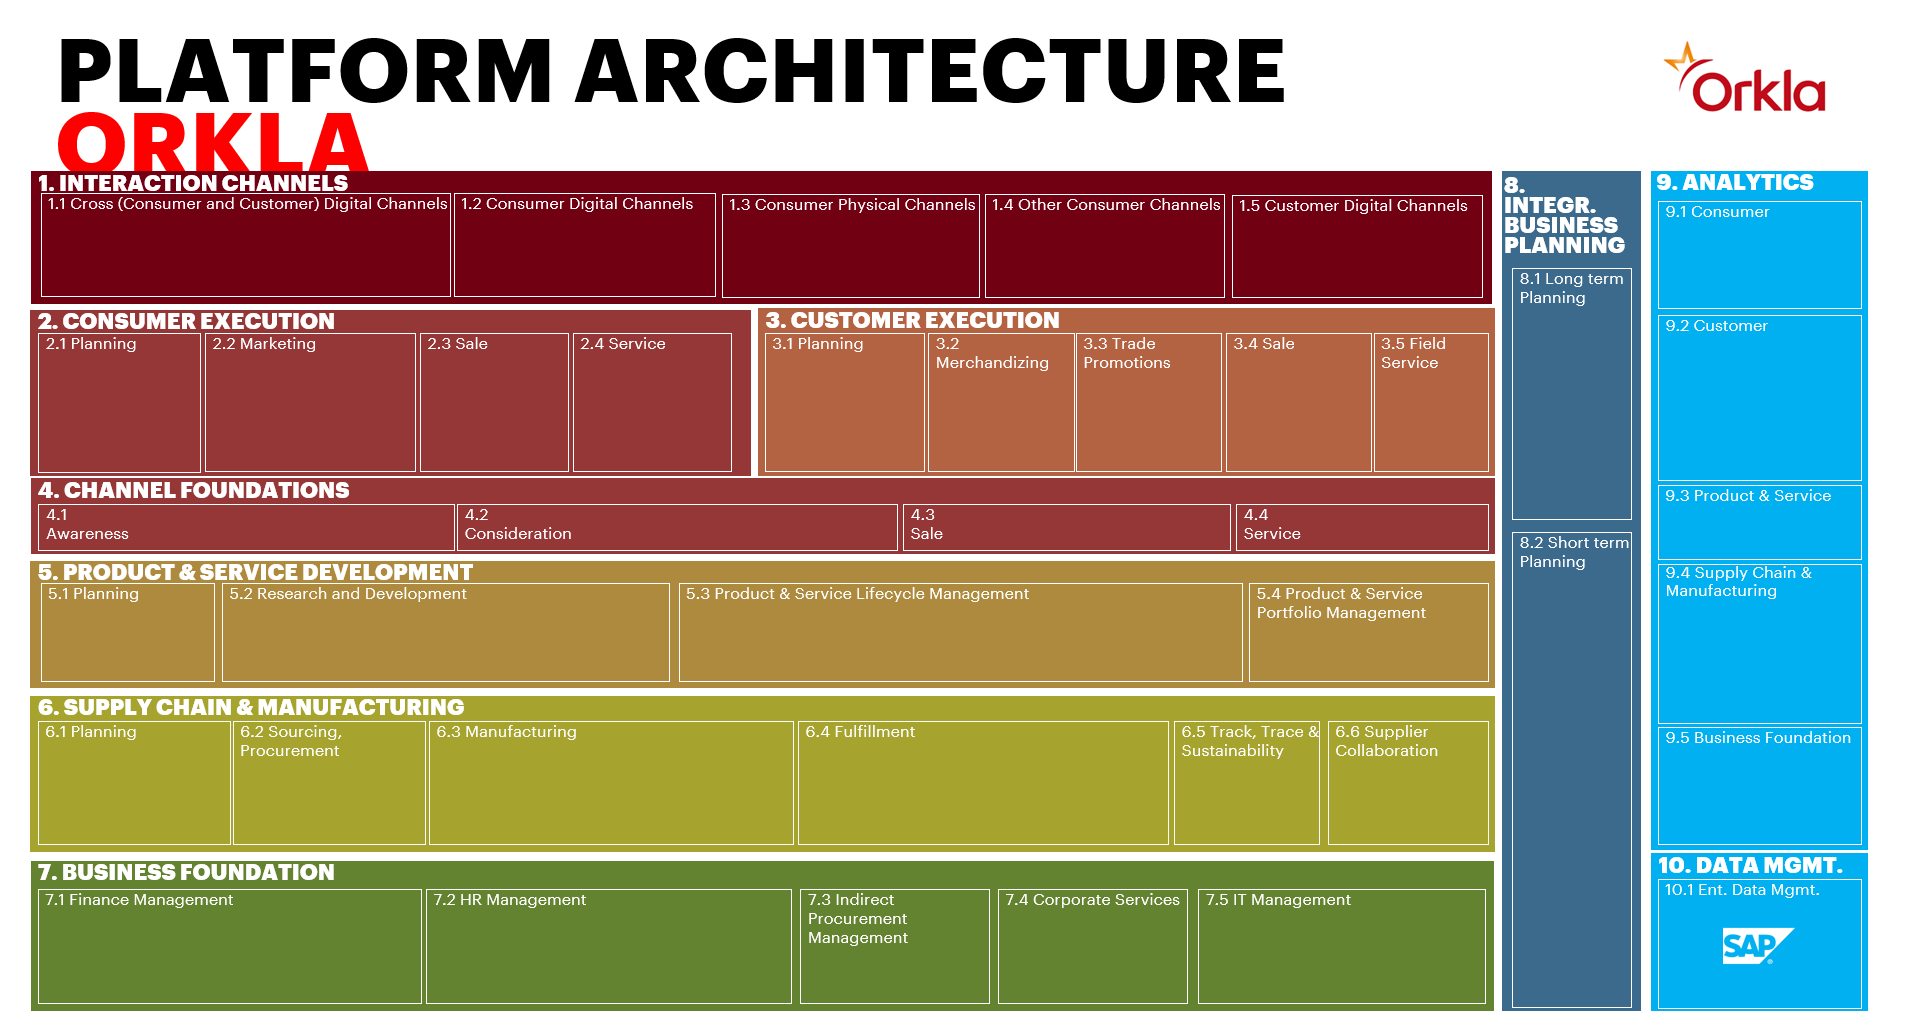 PLATFORM ARCHITECTURE
ORKLA
Orkla
1. INTERACTION CHANNELS
1.1 Cross (Consumer and Customer) Digital Channels
1.2 Consumer Digital Channels
1.3 Consumer Physical Channels
1.4 Other Consumer Channels
1.5 Customer Digital Channels
2. CONSUMER EXECUTION
2.1 Planning
2.2 Marketing
2.3 Sale
2.4 Service
3. CUSTOMER EXECUTION
3.1 Planning
3.2
Merchandizing
3.3 Trade
Promotions
3.4 Sale
3.5 Field
Service
4. CHANNEL FOUNDATIONS
4.1
Awareness
4.2
Consideration
4.3
Sale
4.4
Service
5. PRODUCT & SERVICE DEVELOPMENT
5.1 Planning
5.2 Research and Development
5.3 Product & Service Lifecycle Management
5.4 Product & Service
Portfolio Management
6. SUPPLY CHAIN & MANUFACTURING
6.1 Planning
6.2 Sourcing,
Procurement
6.3 Manufacturing
6.4 Fulfillment
6.5 Track, Trace &
Sustainability
6.6 Supplier
Collaboration
7. BUSINESS FOUNDATION
7.1 Finance Management
7.2 HR Management
7.3 Indirect
Procurement
Management
7.4 Corporate Services
7.5 IT Management
8.
INTEGR.
BUSINESS
PLANNING
8.1 Long term
Planning
8.2 Short term
Planning
9. ANALYTICS
9.1 Consumer
9.2 Customer
9.3 Product & Service
9.4 Supply Chain &
Manufacturing
9.5 Business Foundation
10. DATA MGMT.
10.1 Ent. Data Mgmt.
SAP